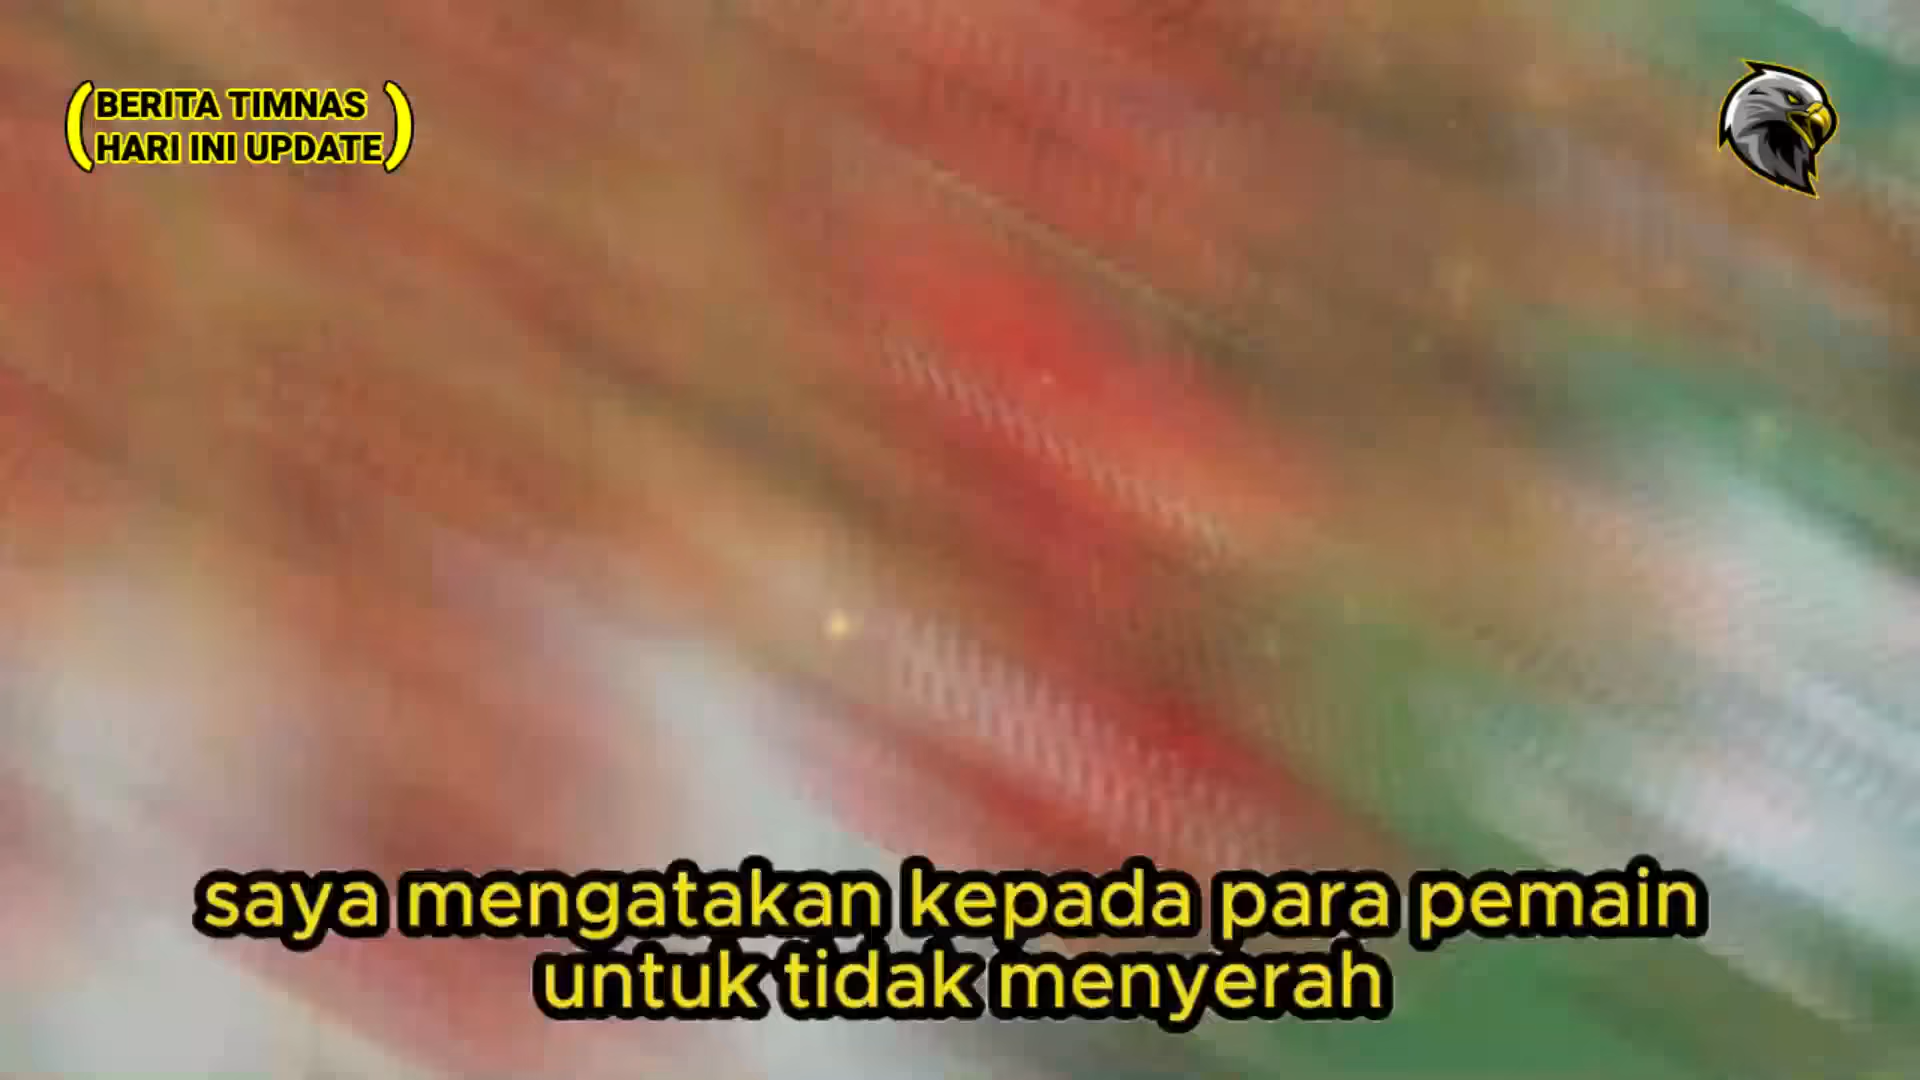 (BERITA TIMNAS
HARI INI UPDATE)
saya mengatakan kepada para pemain
untuk tidak menyerah